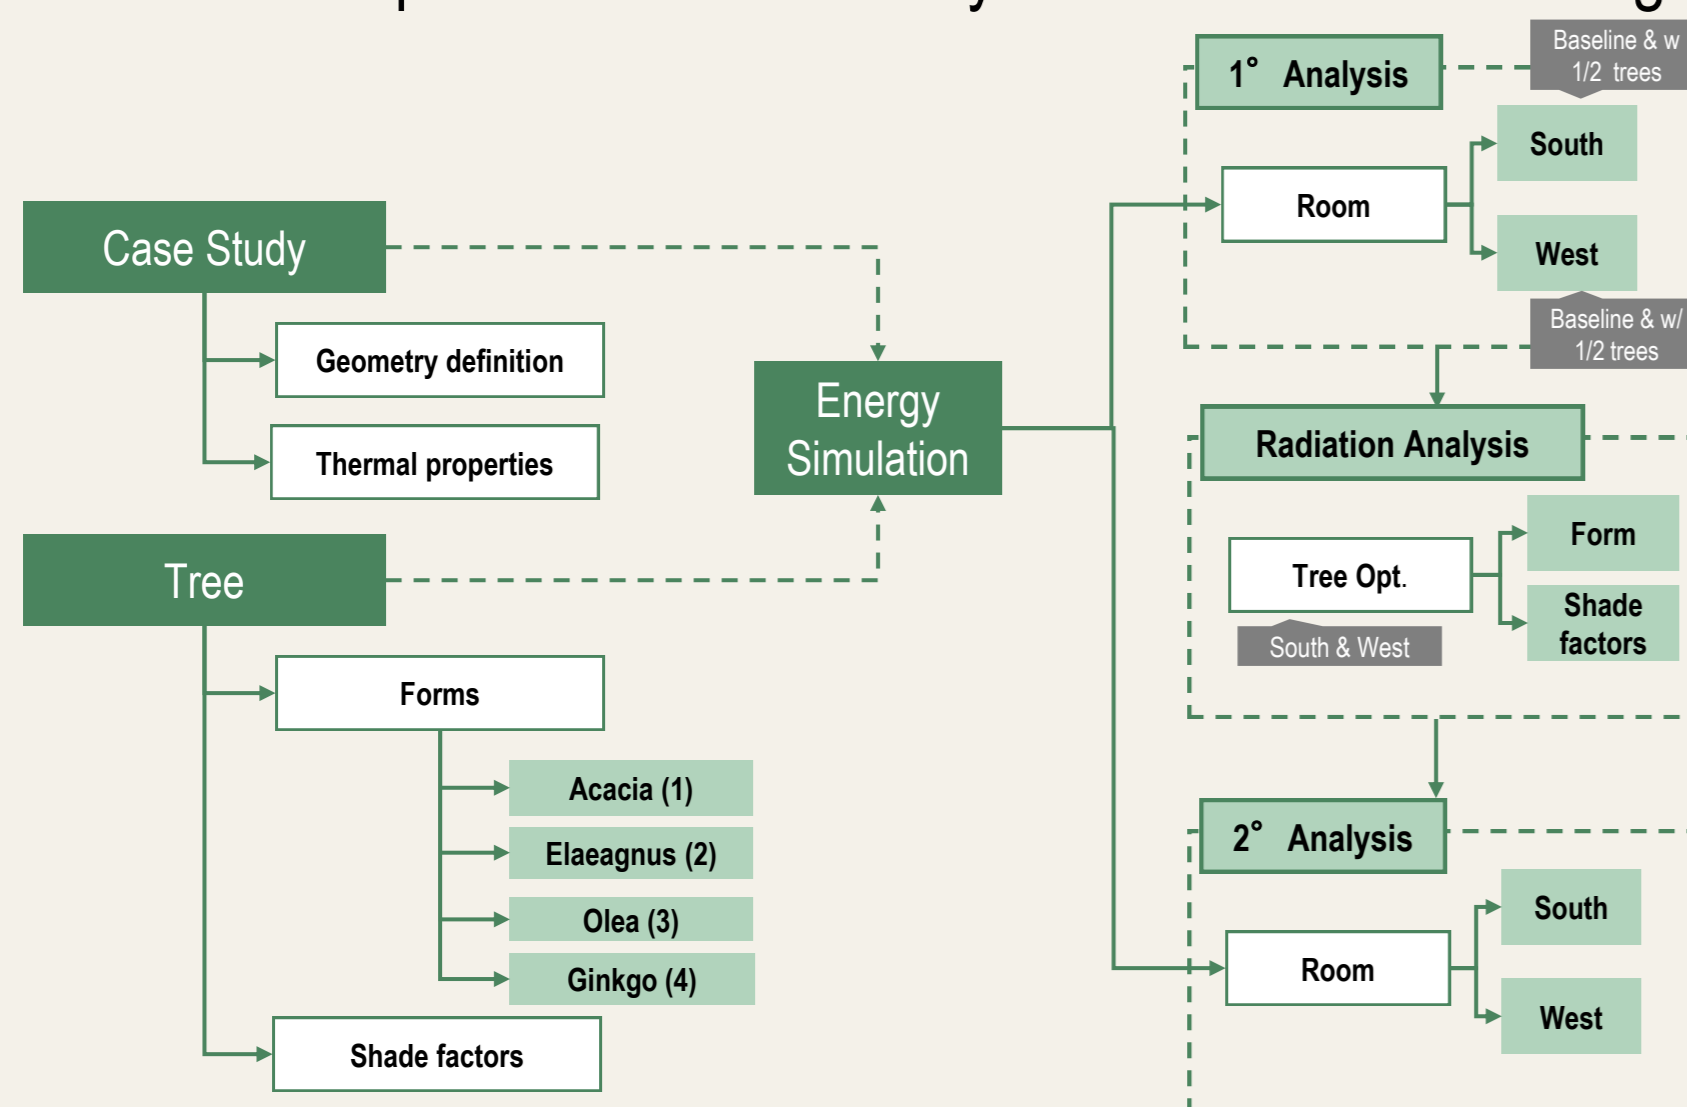 Case Study
Geometry definition
Thermal properties
Tree
Forms
Acacia (1)
Elaeagnus (2)
Olea (3)
Ginkgo (4)
Shade factors
Energy
Simulation
1° Analysis
Baseline & w
1/2 trees
Room
South
West
Baseline & w/
1/2 trees
Radiation Analysis
Tree Opt.
South & West
Form
Shade
factors
2° Analysis
Room
South
West